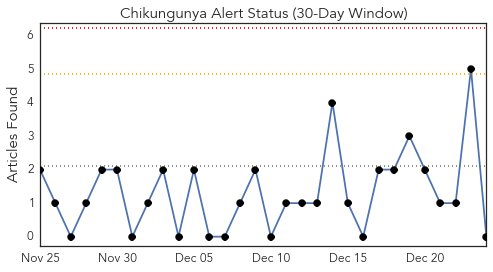 Chikungunya Alert Status (30-Day Window)
Articles Found
6
5
4
3
2
1
0
Nov 25
Nov 30
Dec 05
Dec 10
Dec 15
Dec 20